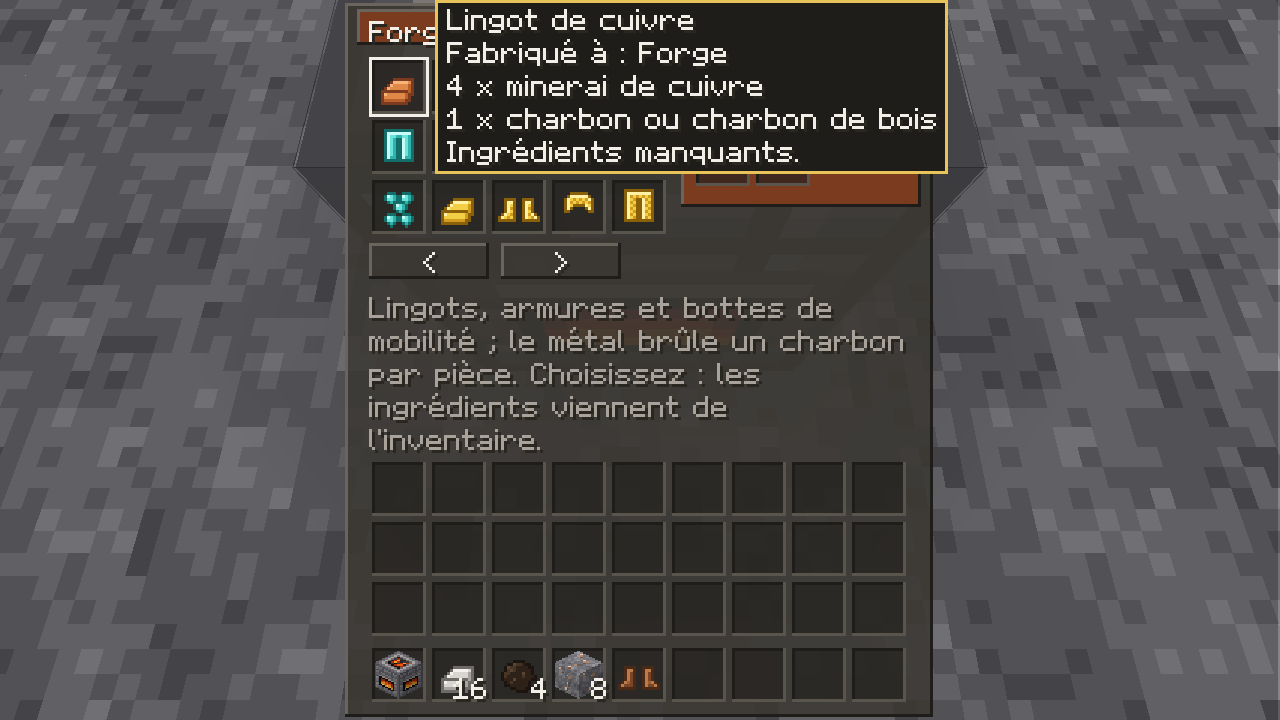 Forg
Lingot de cuivre
Fabriqué à : Forge
4 x minerai de cuivre
1 x charbon ou charbon de bois
Ingrédients manquants.
< >
Lingots, armures et bottes de
mobilité ; le métal brûle un charbon
par pièce. Choisissez : les
ingrédients viennent de
l'inventaire.
16 4 8